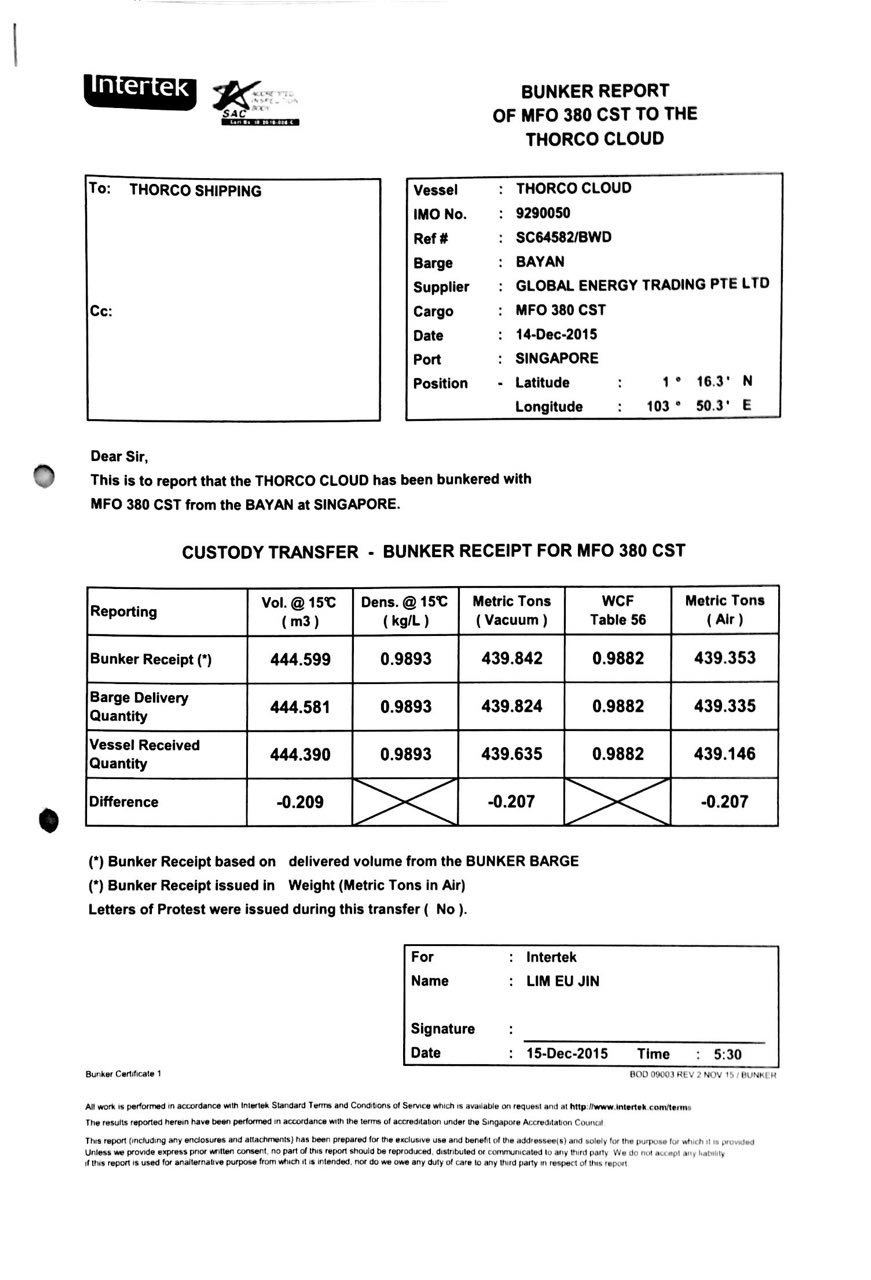 Intertek
SAC
ACCREDITED
INSPECTION
BODY
BUNKER REPORT
OF MFO 380 CST TO THE
THORCO CLOUD
To: THORCO SHIPPING
Cc:
Vessel : THORCO CLOUD
IMO No. : 9290050
Ref # : SC64582/BWD
Barge : BAYAN
Supplier : GLOBAL ENERGY TRADING PTE LTD
Cargo : MFO 380 CST
Date : 14-Dec-2015
Port : SINGAPORE
Position - Latitude : 1 ° 16.3' N
Longitude : 103 ° 50.3' E
Dear Sir,
This is to report that the THORCO CLOUD has been bunkered with
MFO 380 CST from the BAYAN at SINGAPORE.
CUSTODY TRANSFER - BUNKER RECEIPT FOR MFO 380 CST
Reporting Vol. @ 15℃ ( m3 ) Dens. @ 15℃ ( kg/L ) Metric Tons ( Vacuum ) WCF Table 56 Metric Tons ( Air )
Bunker Receipt (*) 444.599 0.9893 439.842 0.9882 439.353
Barge Delivery Quantity 444.581 0.9893 439.824 0.9882 439.335
Vessel Received Quantity 444.390 0.9893 439.635 0.9882 439.146
Difference -0.209 -0.207 -0.207
(*) Bunker Receipt based on delivered volume from the BUNKER BARGE
(*) Bunker Receipt issued in Weight (Metric Tons in Air)
Letters of Protest were issued during this transfer ( No ).
For : Intertek
Name : LIM EU JIN
Signature :
Date : 15-Dec-2015 Time : 5:30
Bunker Certificate 1
BOD 09003 REV 2 NOV 15 / BUNKER
All work is performed in accordance with Intertek Standard Terms and Conditions of Service which is available on request and at http://www.intertek.com/terms
The results reported herein have been performed in accordance with the terms of accreditation under the Singapore Accreditation Council.
This report (including any enclosures and attachments) has been prepared for the exclusive use and benefit of the addressee(s) and solely for the purpose for which it is provided
Unless we provide express prior written consent, no part of this report should be reproduced, distributed or communicated to any third party. We do not accept any liability
if this report is used for analternative purpose from which it is intended, nor do we owe any duty of care to any third party in respect of this report.